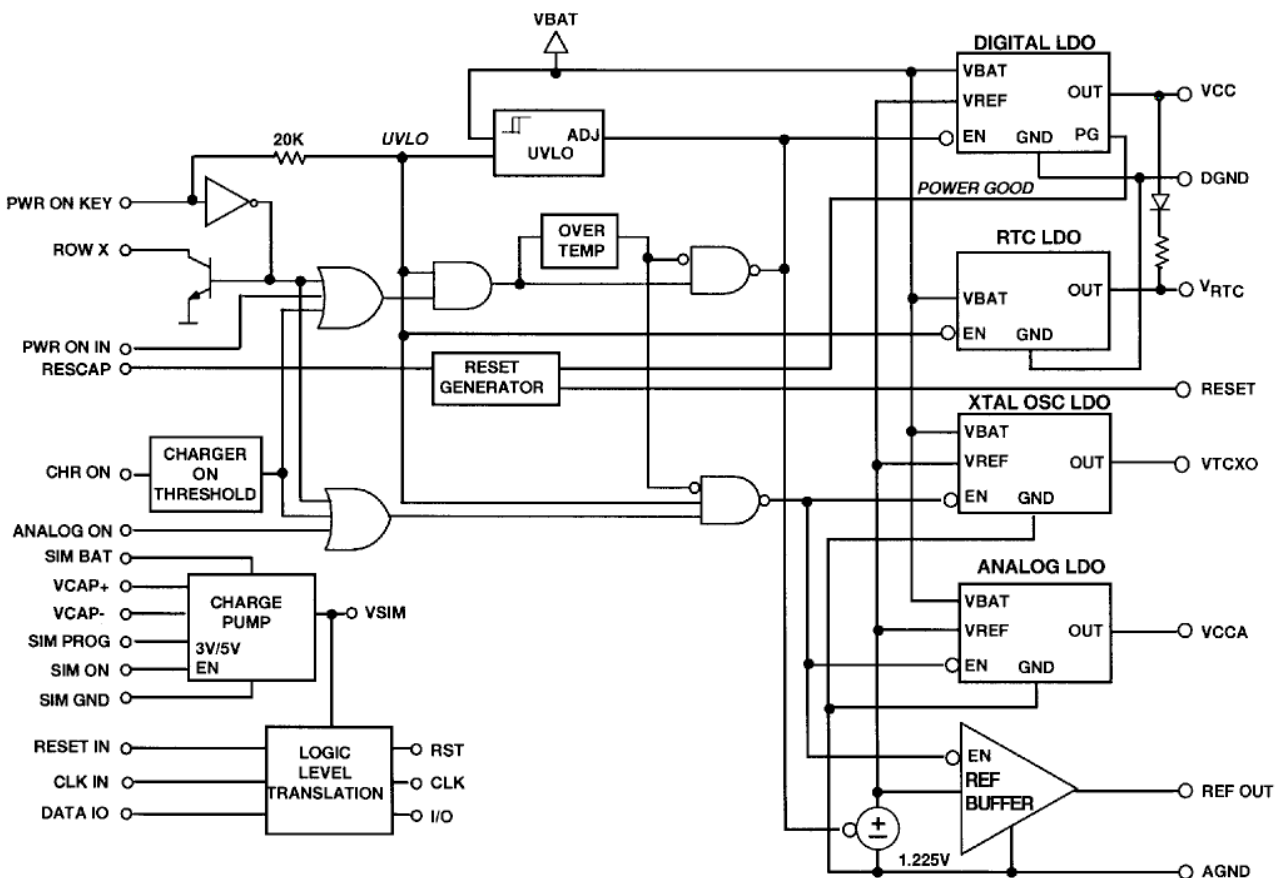 VBAT
DIGITAL LDO
VBAT
VREF
EN
GND
OUT
PG
VCC
DGND
20K
UVLO
ADJ
UVLO
POWER GOOD
PWR ON KEY
ROW X
OVER
TEMP
RTC LDO
VBAT
OUT
EN
GND
VRTC
PWR ON IN
RESCAP
RESET
GENERATOR
RESET
XTAL OSC LDO
VBAT
VREF
OUT
EN
GND
VTCXO
CHR ON
CHARGER
ON
THRESHOLD
ANALOG ON
SIM BAT
VCAP+
VCAP-
SIM PROG
SIM ON
SIM GND
CHARGE
PUMP
3V/5V
EN
VSIM
ANALOG LDO
VBAT
VREF
OUT
EN
GND
VCCA
RESET IN
CLK IN
DATA IO
LOGIC
LEVEL
TRANSLATION
RST
CLK
I/O
EN
REF
BUFFER
REF OUT
+
−
1.225V
AGND